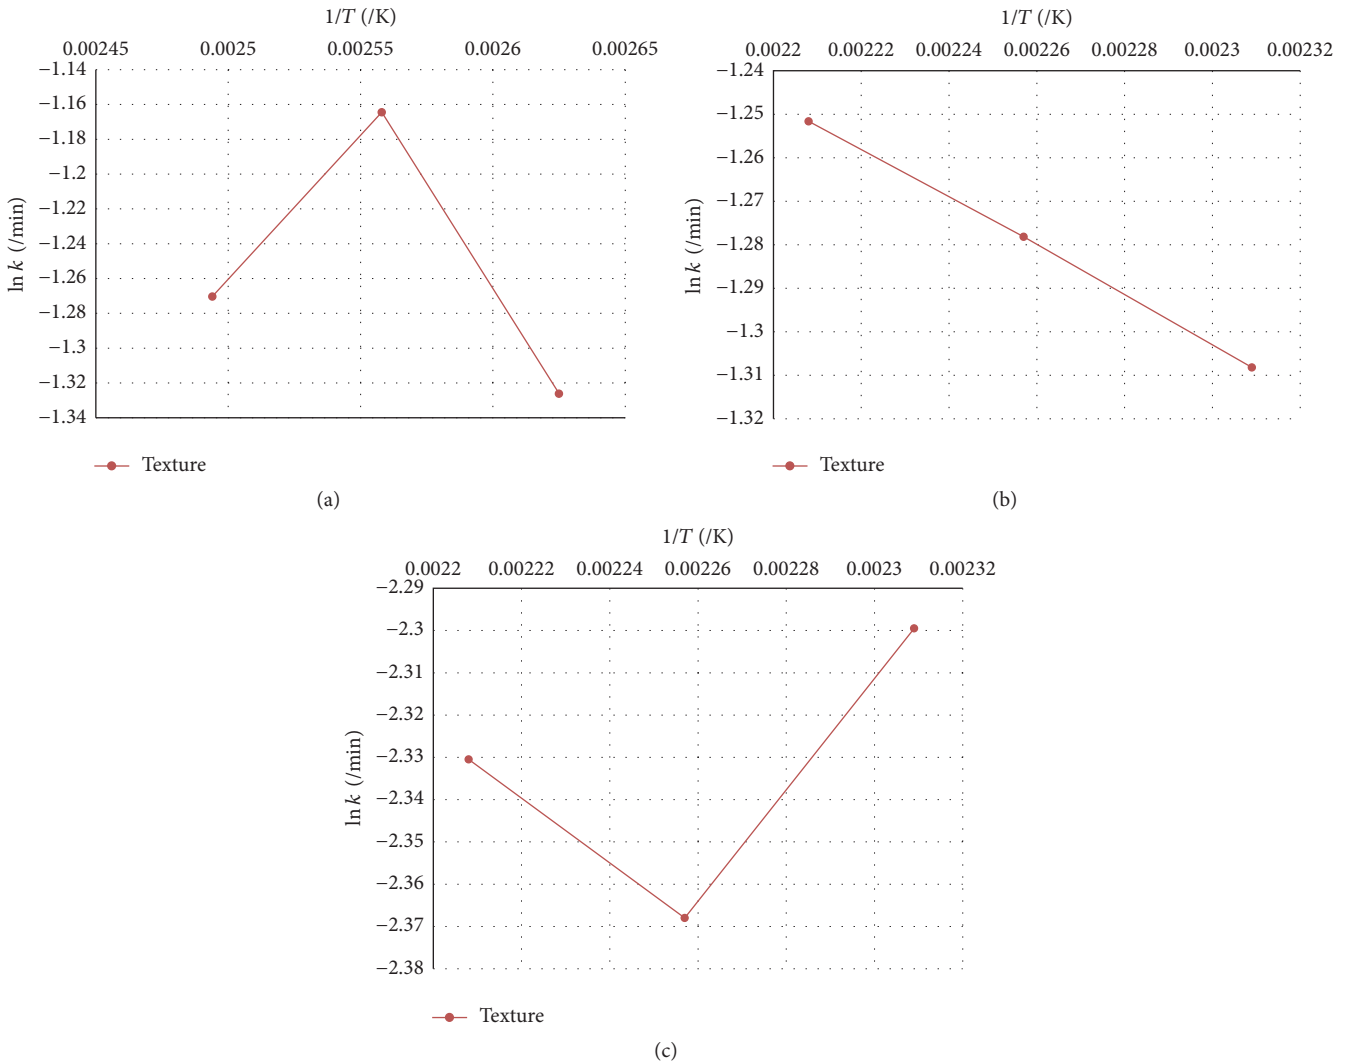 1/T (/K)
0.00245 0.0025 0.00255 0.0026 0.00265
−1.14
−1.16
−1.18
−1.2
−1.22
−1.24
−1.26
−1.28
−1.3
−1.32
−1.34
ln k (/min)
Texture
(a)
1/T (/K)
0.0022 0.00222 0.00224 0.00226 0.00228 0.0023 0.00232
−1.24
−1.25
−1.26
−1.27
−1.28
−1.29
−1.3
−1.31
−1.32
ln k (/min)
Texture
(b)
1/T (/K)
0.0022 0.00222 0.00224 0.00226 0.00228 0.0023 0.00232
−2.29
−2.3
−2.31
−2.32
−2.33
−2.34
−2.35
−2.36
−2.37
−2.38
ln k (/min)
Texture
(c)